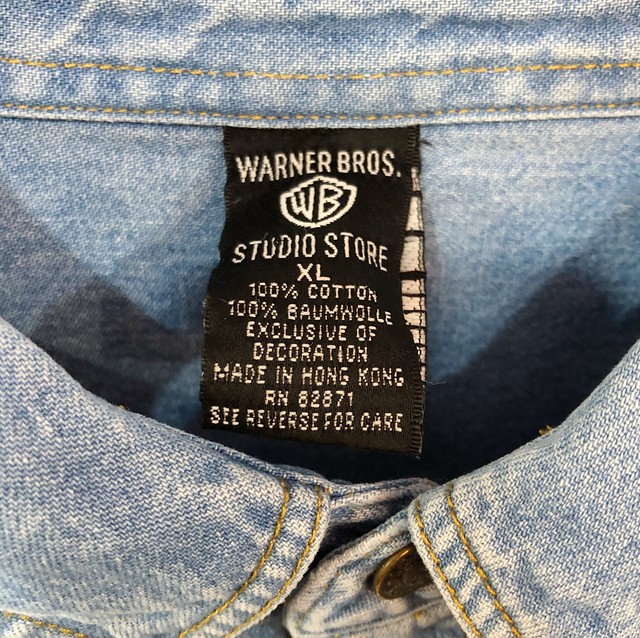 WARNER BROS.
WB
STUDIO STORE
XL
100% COTTON
100% BAUMWOLLE
EXCLUSIVE OF
DECORATION
MADE IN HONG KONG
RN 82871
SEE REVERSE FOR CARE